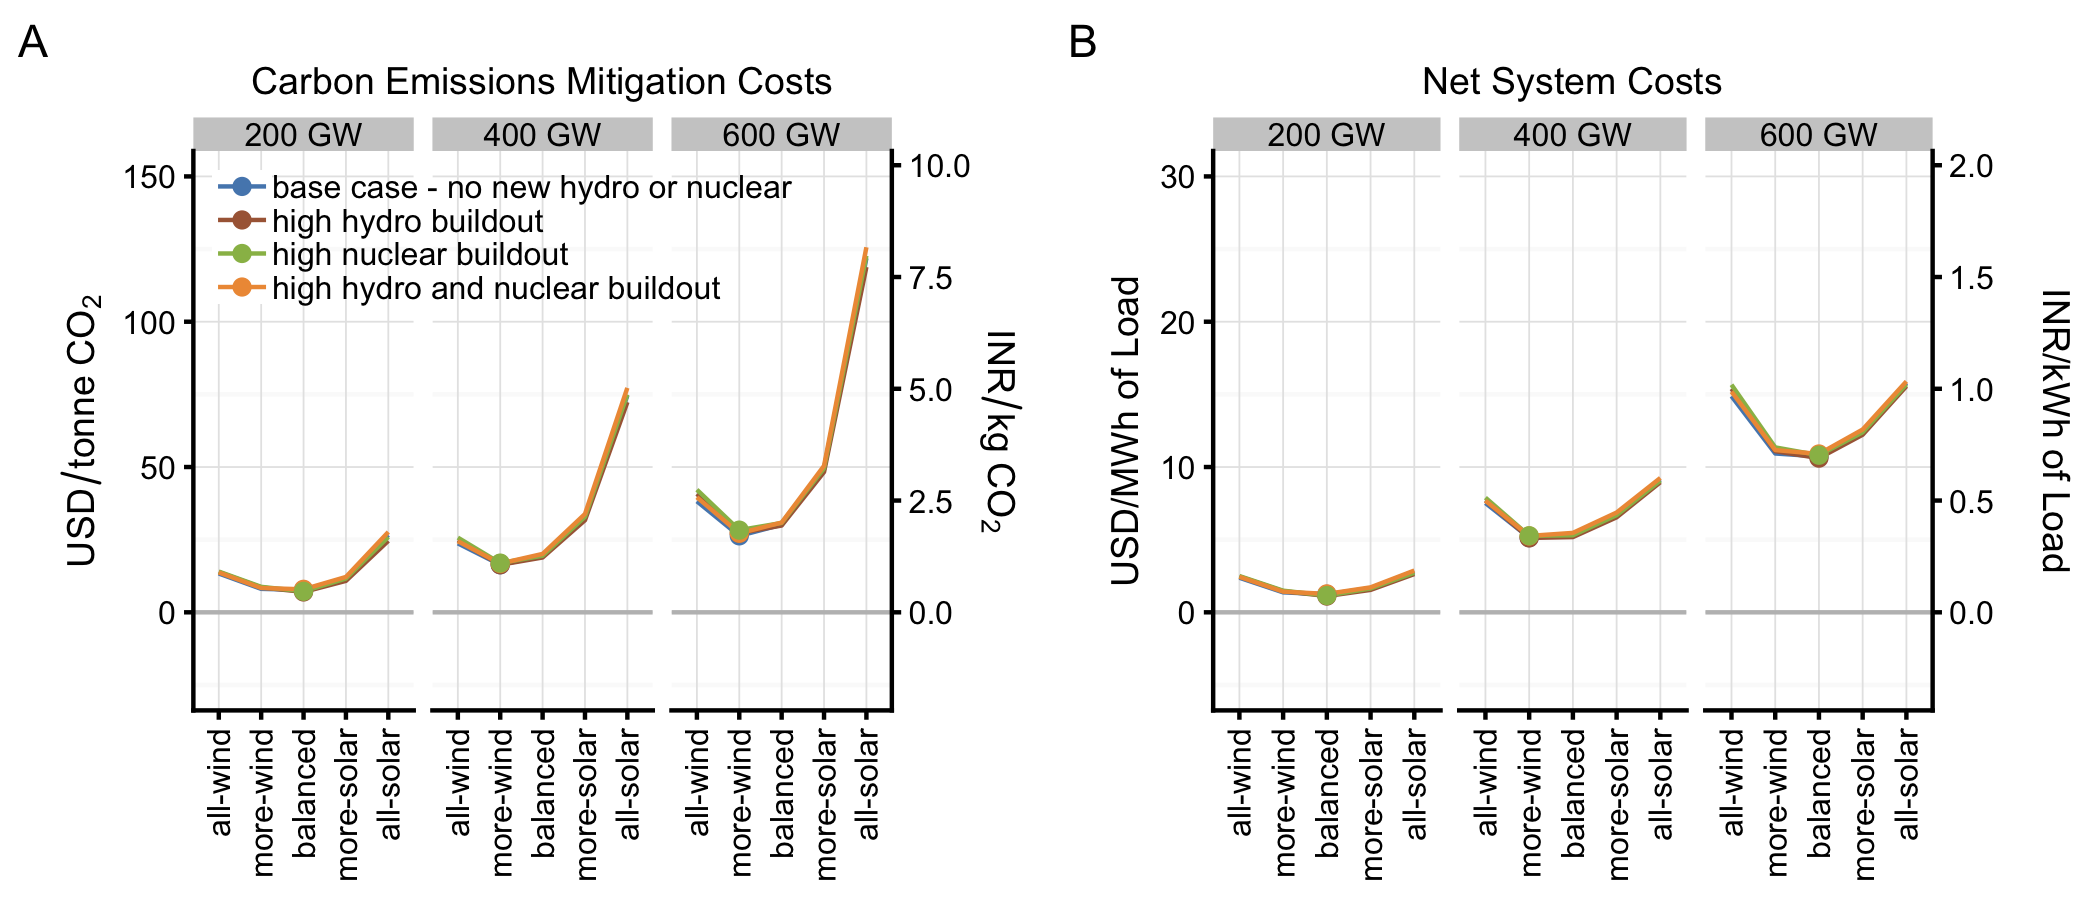 A
Carbon Emissions Mitigation Costs
200 GW
400 GW
600 GW
USD/tonne CO₂
150
100
50
0
base case - no new hydro or nuclear
high hydro buildout
high nuclear buildout
high hydro and nuclear buildout
10.0
7.5
5.0
2.5
0.0
INR/kg CO₂
all-wind
more-wind
balanced
more-solar
all-solar
all-wind
more-wind
balanced
more-solar
all-solar
all-wind
more-wind
balanced
more-solar
all-solar
B
Net System Costs
200 GW
400 GW
600 GW
USD/MWh of Load
30
20
10
0
2.0
1.5
1.0
0.5
0.0
INR/kWh of Load
all-wind
more-wind
balanced
more-solar
all-solar
all-wind
more-wind
balanced
more-solar
all-solar
all-wind
more-wind
balanced
more-solar
all-solar